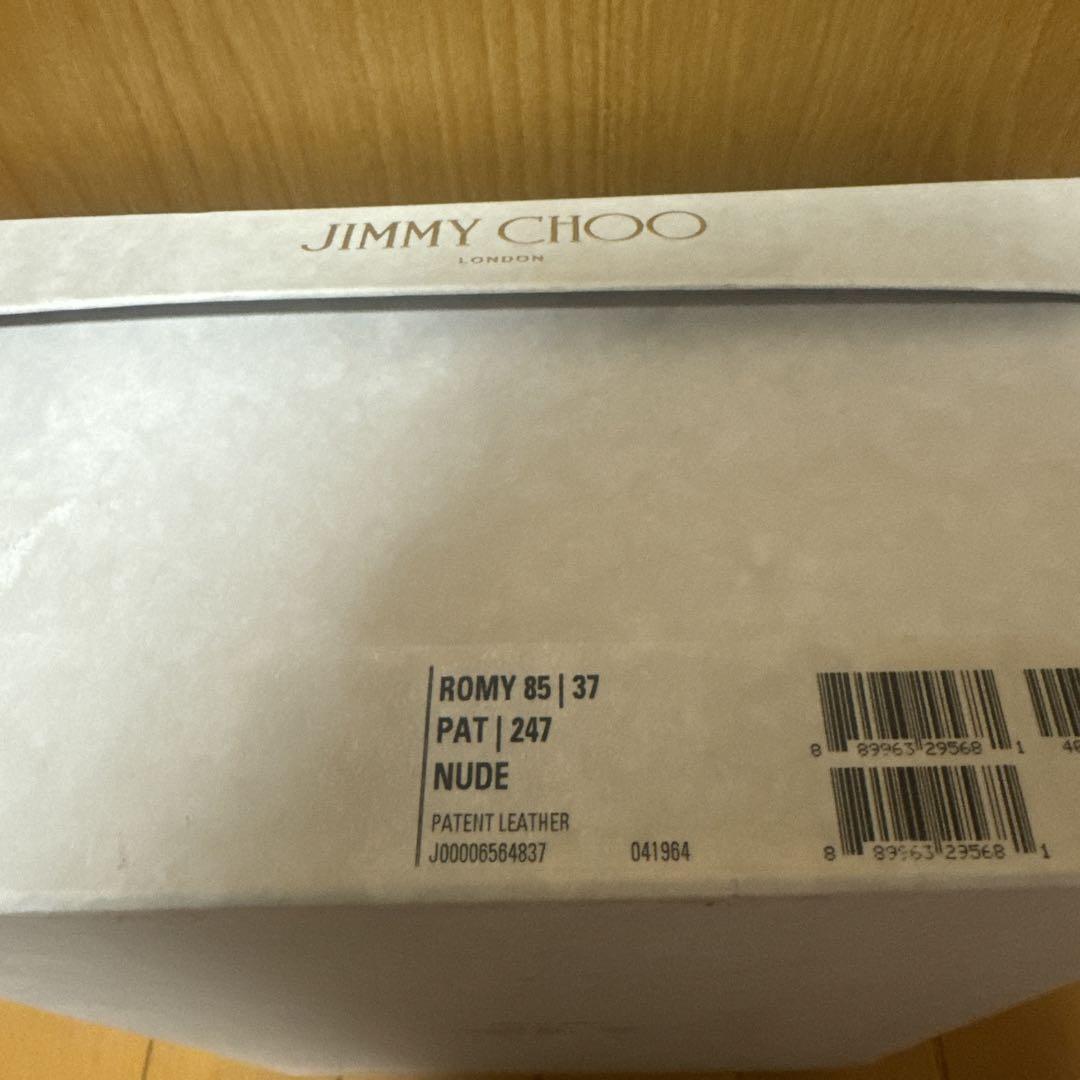 JIMMY CHOO
LONDON
ROMY 85 | 37
PAT | 247
NUDE
PATENT LEATHER
J00006564837 041964
8 89963 29568 1
8 89963 29568 1